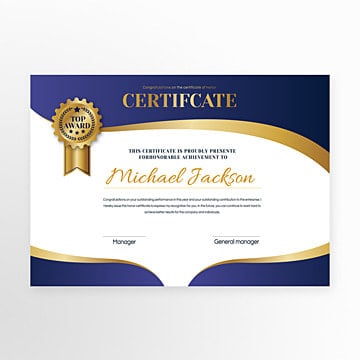 Congratulations on the certificate of honor
CERTIFCATE
TOP
AWARD
THIS CERTIFICATE IS PROUDLY PRESENTE
FORBONORABLE ACHIEVEMENT TO
Michael Jackson
Congratulations on your outstanding performance in this year and your outstanding contribution to the enterprise. I
hereby issue this honor certificate to express my recognition for you. In the future, you can continue to work hard to
achieve better results for the company and individuals.
Manager
General manager